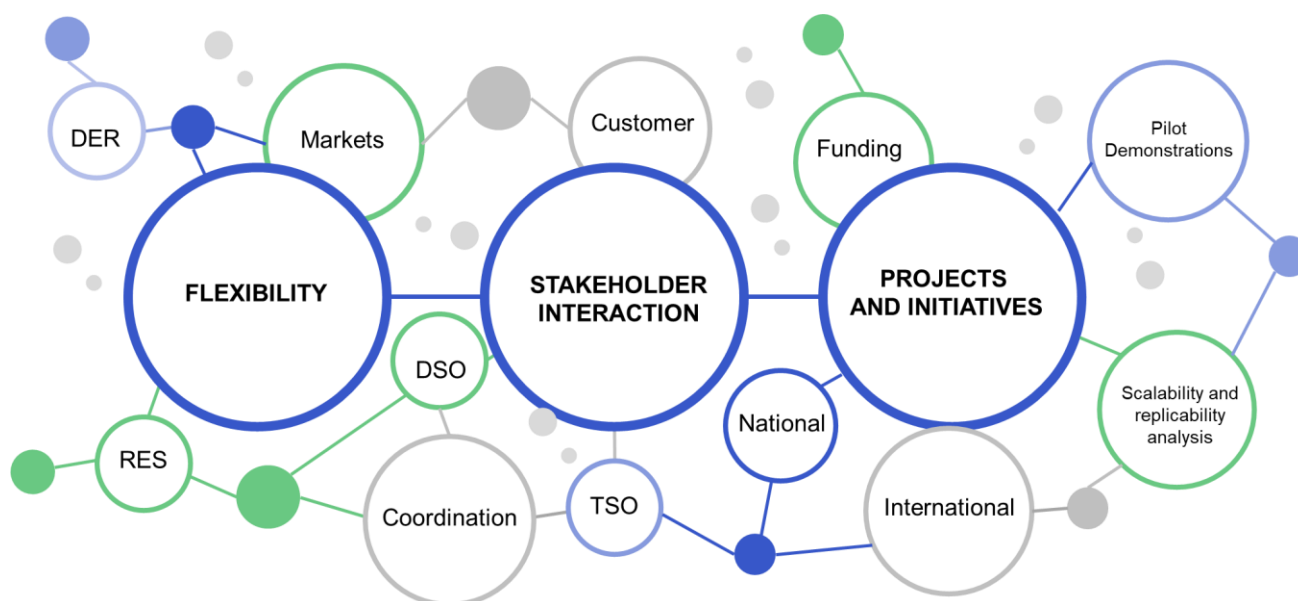 DER
Markets
Customer
Funding
Pilot
Demonstrations
FLEXIBILITY
STAKEHOLDER
INTERACTION
PROJECTS
AND INITIATIVES
DSO
National
Scalability and
replicability
analysis
RES
Coordination
TSO
International